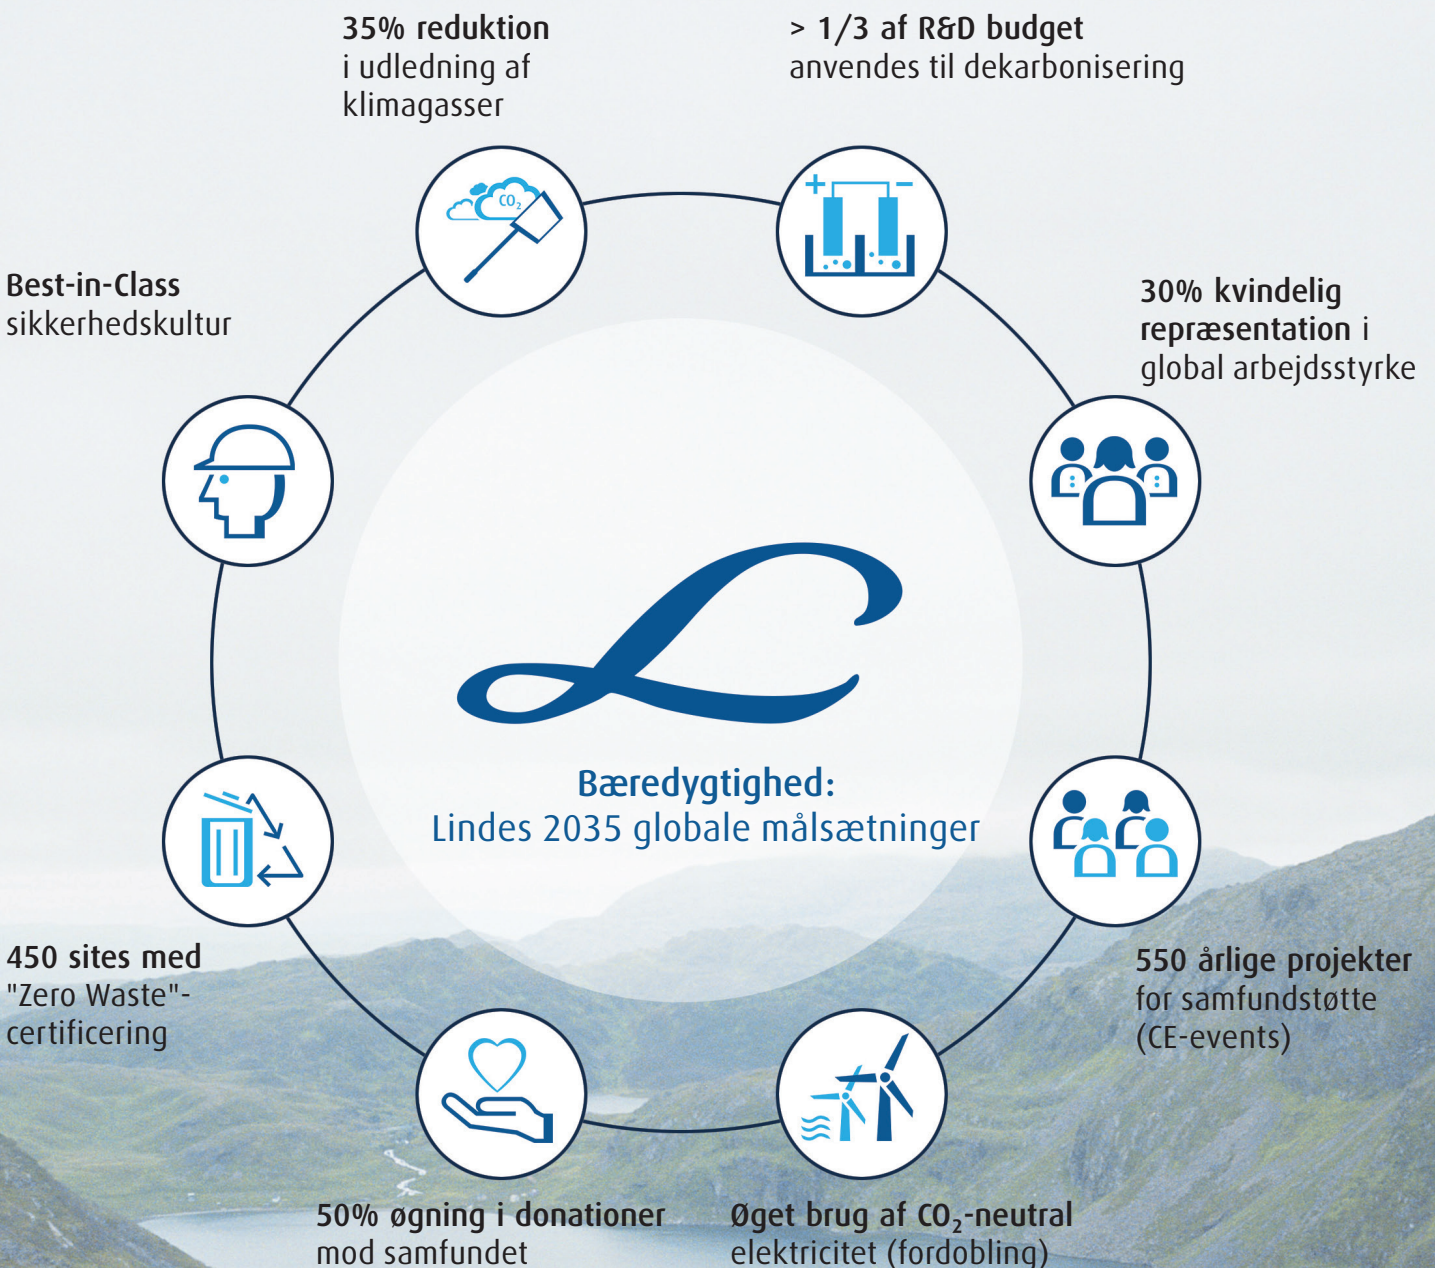 35% reduktion
i udledning af
klimagasser
> 1/3 af R&D budget
anvendes til dekarbonisering
CO₂
+ −
Best-in-Class
sikkerhedskultur
30% kvindelig
repræsentation i
global arbejdsstyrke
L
Bæredygtighed:
Lindes 2035 globale målsætninger
450 sites med
"Zero Waste"-
certificering
550 årlige projekter
for samfundstøtte
(CE-events)
50% øgning i donationer
mod samfundet
Øget brug af CO₂-neutral
elektricitet (fordobling)